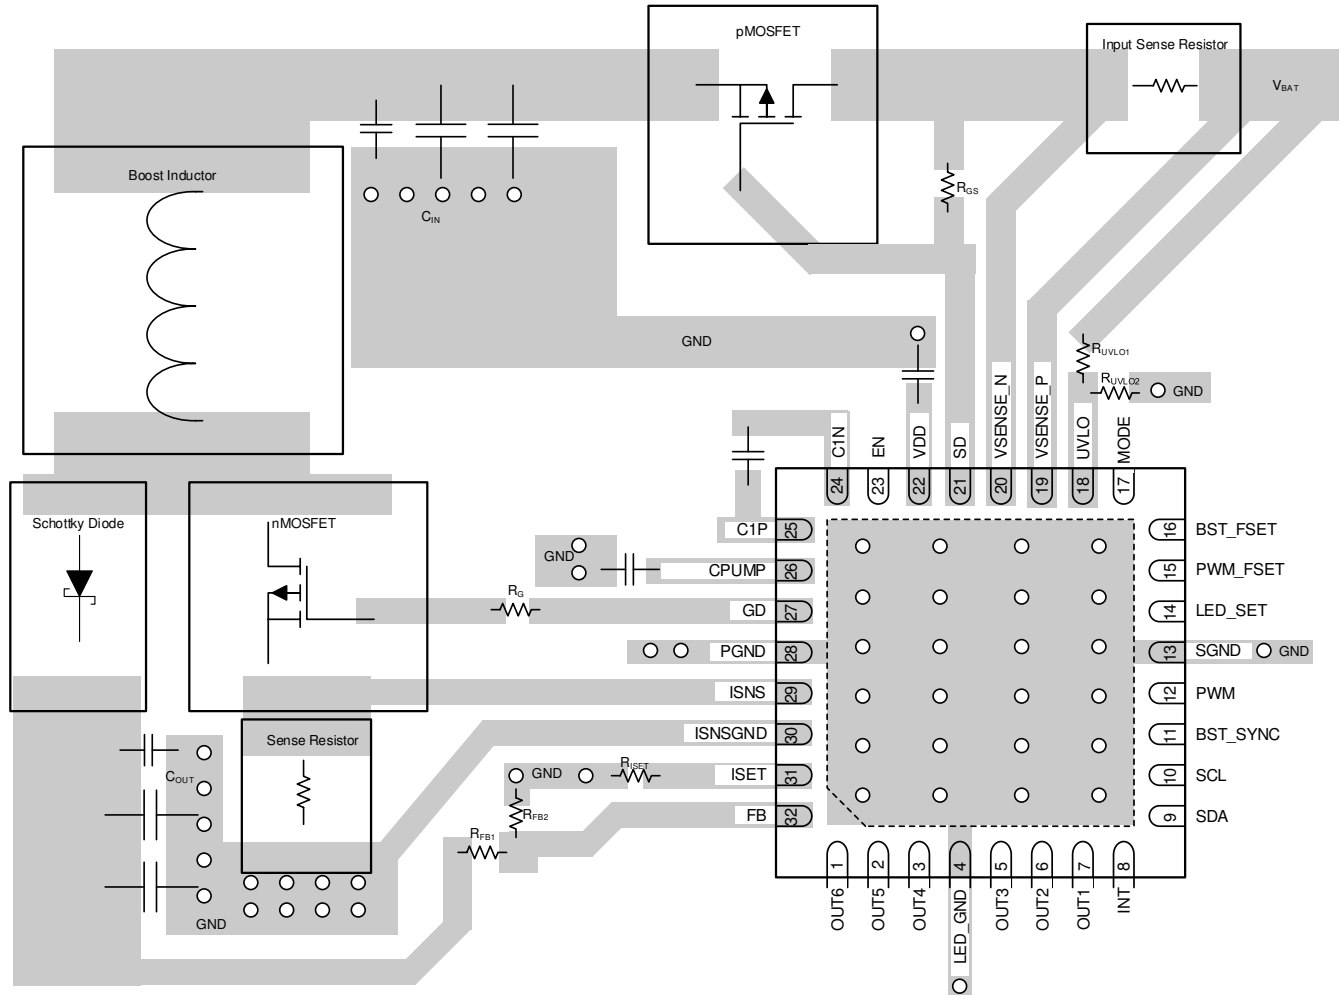 pMOSFET
Input Sense Resistor
VBAT
Boost Inductor
RGS
CIN
GND
RUVLO1
RUVLO2
GND
C1N
EN
VDD
SD
VSENSE_N
VSENSE_P
UVLO
MODE
24
23
22
21
20
19
18
17
Schottky Diode
nMOSFET
C1P
25
16
BST_FSET
GND
CPUMP
26
15
PWM_FSET
RG
GD
27
14
LED_SET
PGND
28
13
SGND
GND
ISNS
29
12
PWM
ISNSGND
30
11
BST_SYNC
Sense Resistor
COUT
GND
RISET
ISET
31
10
SCL
RFB2
FB
32
9
SDA
RFB1
1
2
3
4
5
6
7
8
OUT6
OUT5
OUT4
LED_GND
OUT3
OUT2
OUT1
INT
GND